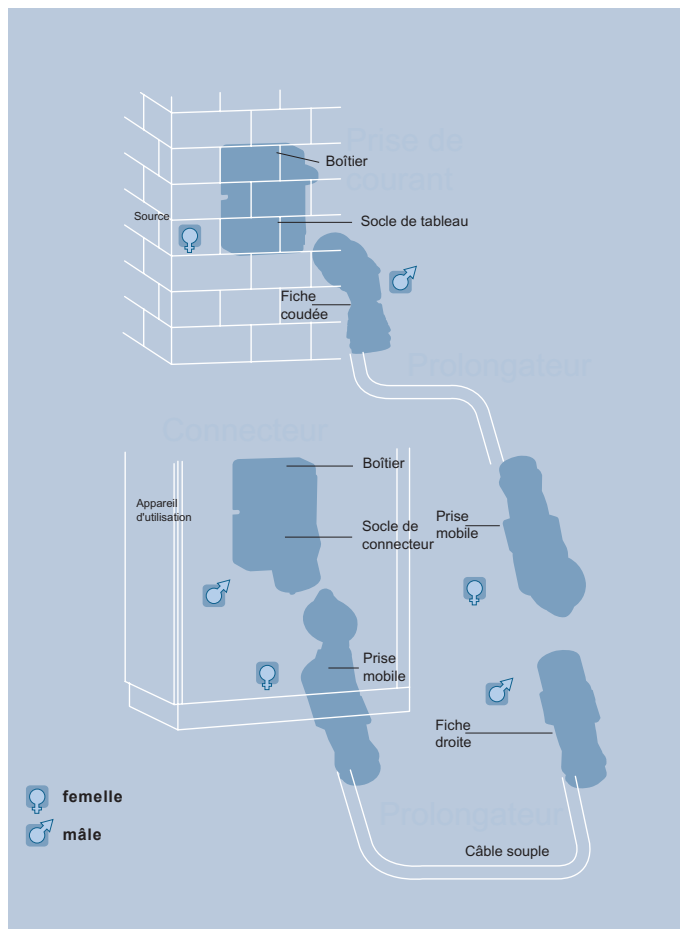 Prise de
courant
Boîtier
Source
Socle de tableau
Fiche
coudée
Prolongateur
Connecteur
Boîtier
Appareil
d'utilisation
Prise
mobile
Socle de
connecteur
Prise
mobile
Fiche
droite
femelle
Prolongateur
mâle
Câble souple